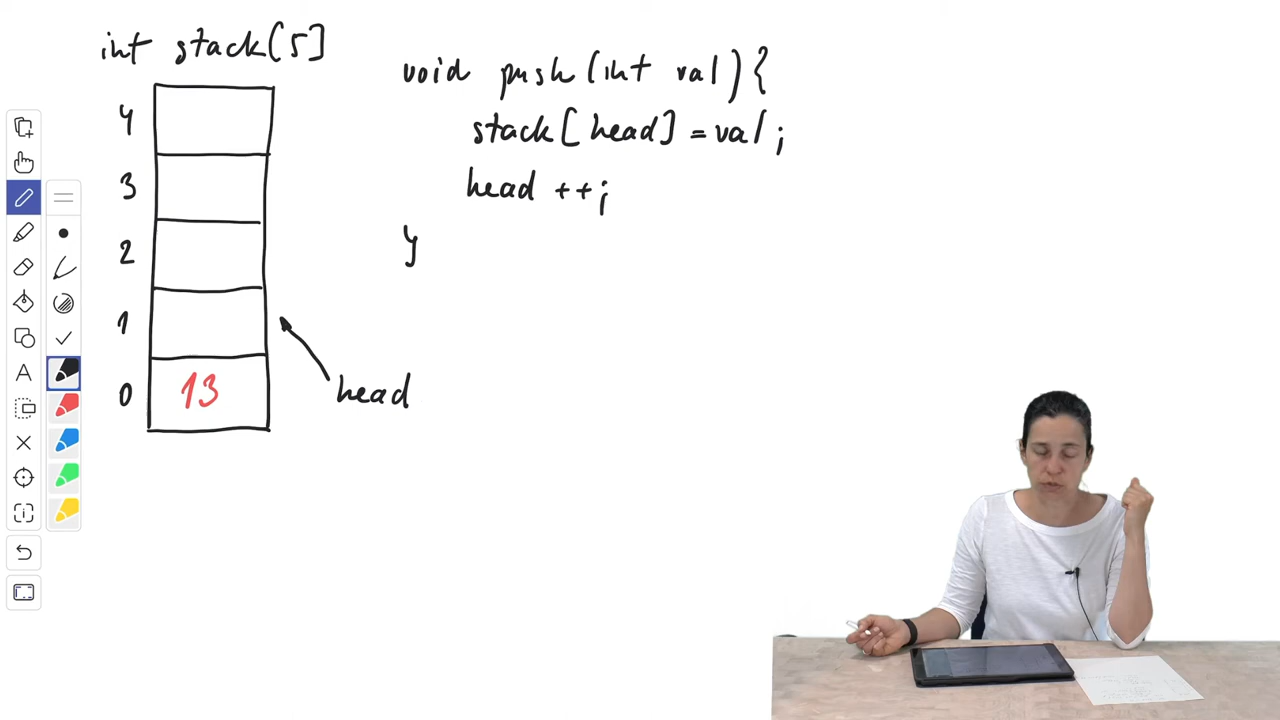 int stack[5]
4
3
2
1
0 13
head
void push(int val){
stack[head] = val;
head ++;
}